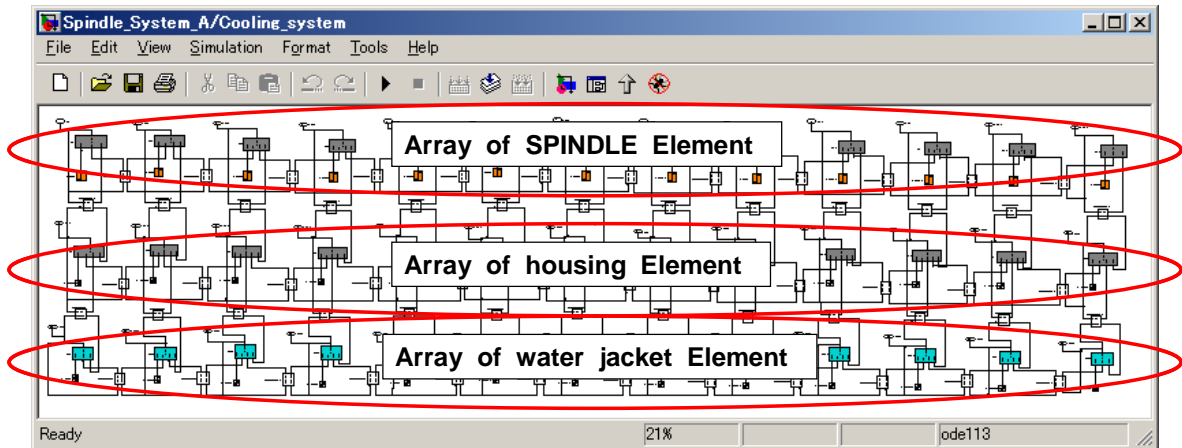 Spindle_System_A/Cooling_system
File Edit View Simulation Format Tools Help
Array of SPINDLE Element
Array of housing Element
Array of water jacket Element
Ready 21% ode113